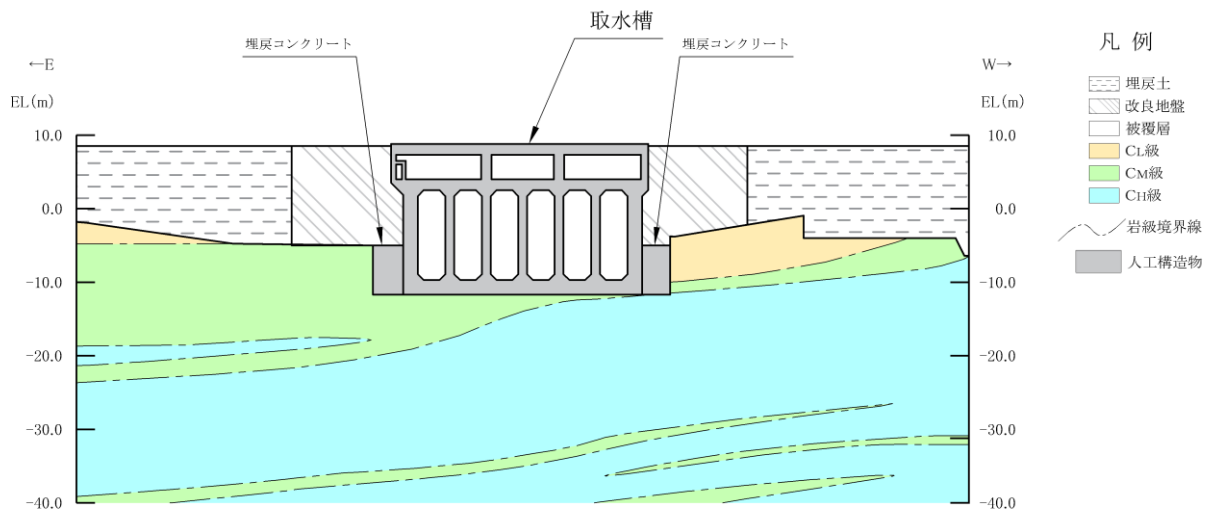 取水槽
埋戻コンクリート
埋戻コンクリート
←E
W→
EL(m)
EL(m)
10.0
0.0
-10.0
-20.0
-30.0
-40.0
10.0
0.0
-10.0
-20.0
-30.0
-40.0
凡 例
埋戻土
改良地盤
被覆層
CL級
CM級
CH級
岩級境界線
人工構造物